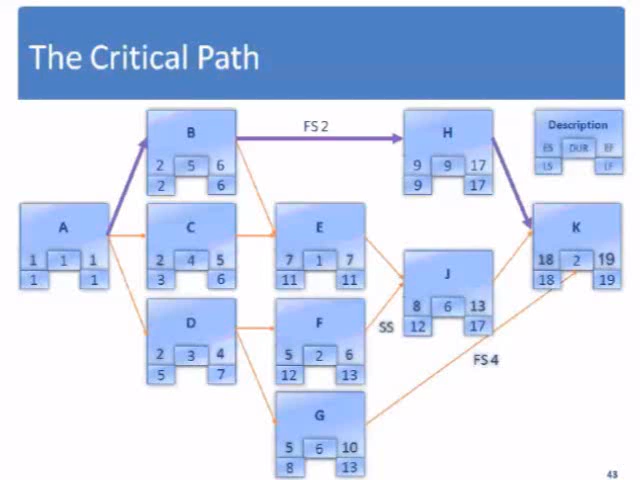 The Critical Path
B
2 5 6
2 6
FS 2
H
9 9 17
9 17
Description
ES DUR EF
LS LF
A
1 1 1
1 1
C
2 4 5
3 6
E
7 1 7
11 11
J
8 6 13
12 17
K
18 2 19
18 19
D
2 3 4
5 7
F
5 2 6
12 13
SS
FS 4
G
5 6 10
8 13
43